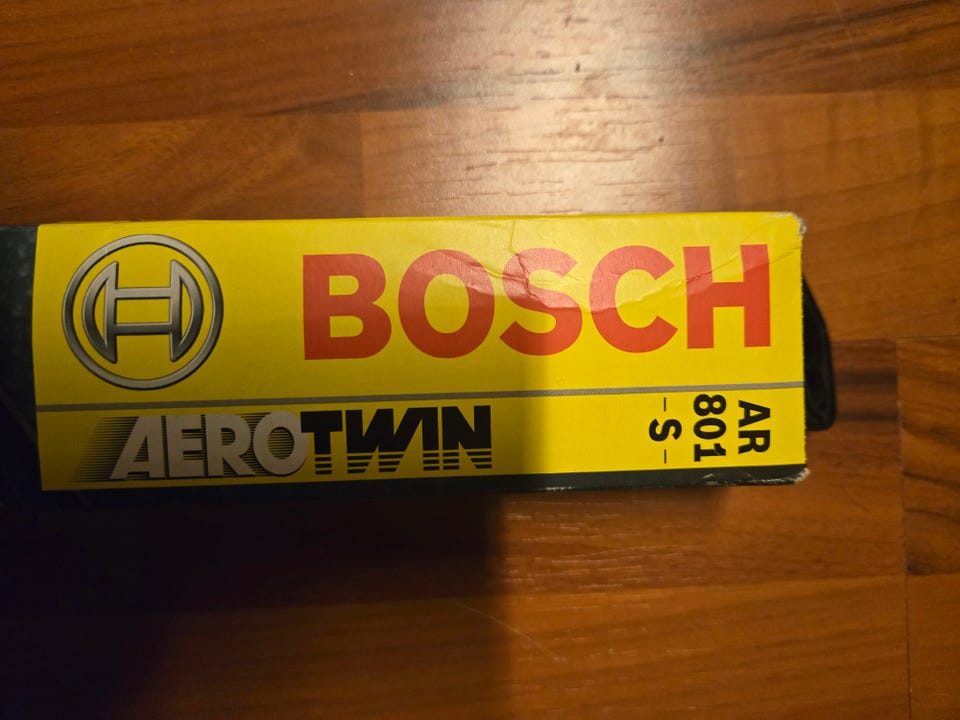 BOSCH
AEROTWIN
AR
801
-S-